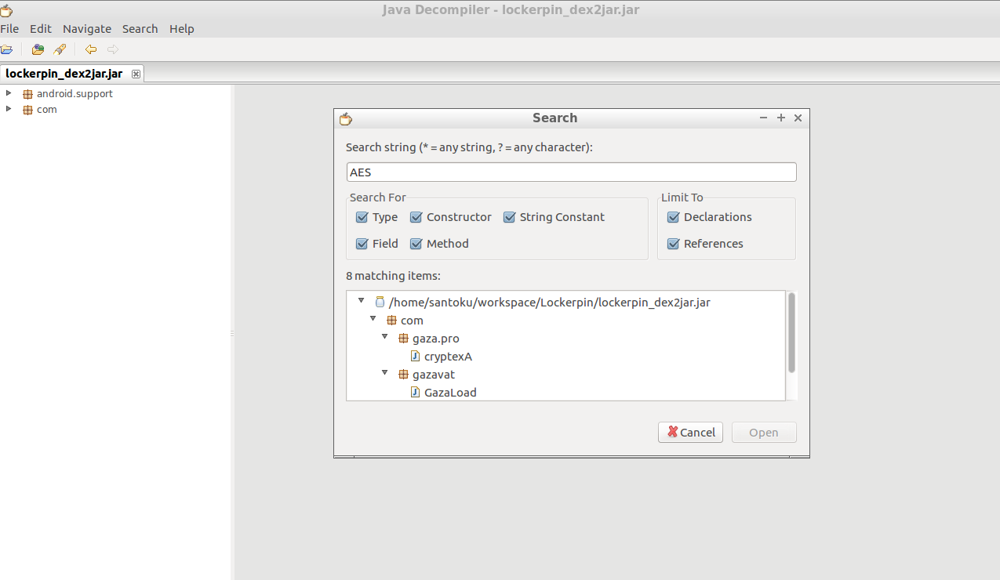 Java Decompiler - lockerpin_dex2jar.jar
File Edit Navigate Search Help
lockerpin_dex2jar.jar
android.support
com
Search
Search string (* = any string, ? = any character):
AES
Search For
Type Constructor String Constant
Field Method
Limit To
Declarations
References
8 matching items:
/home/santoku/workspace/Lockerpin/lockerpin_dex2jar.jar
com
gaza.pro
cryptexA
gazavat
GazaLoad
Cancel Open